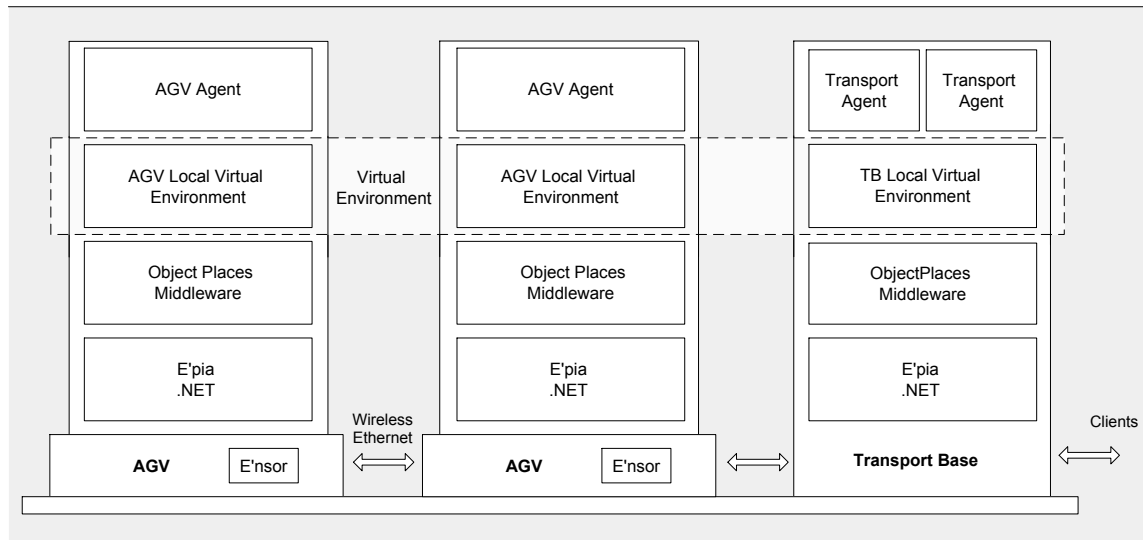 AGV Agent
AGV Agent
Transport
Agent
Transport
Agent
AGV Local Virtual
Environment
Virtual
Environment
AGV Local Virtual
Environment
TB Local Virtual
Environment
Object Places
Middleware
Object Places
Middleware
ObjectPlaces
Middleware
E'pia
.NET
E'pia
.NET
E'pia
.NET
Wireless
Ethernet
Clients
AGV
E'nsor
AGV
E'nsor
Transport Base